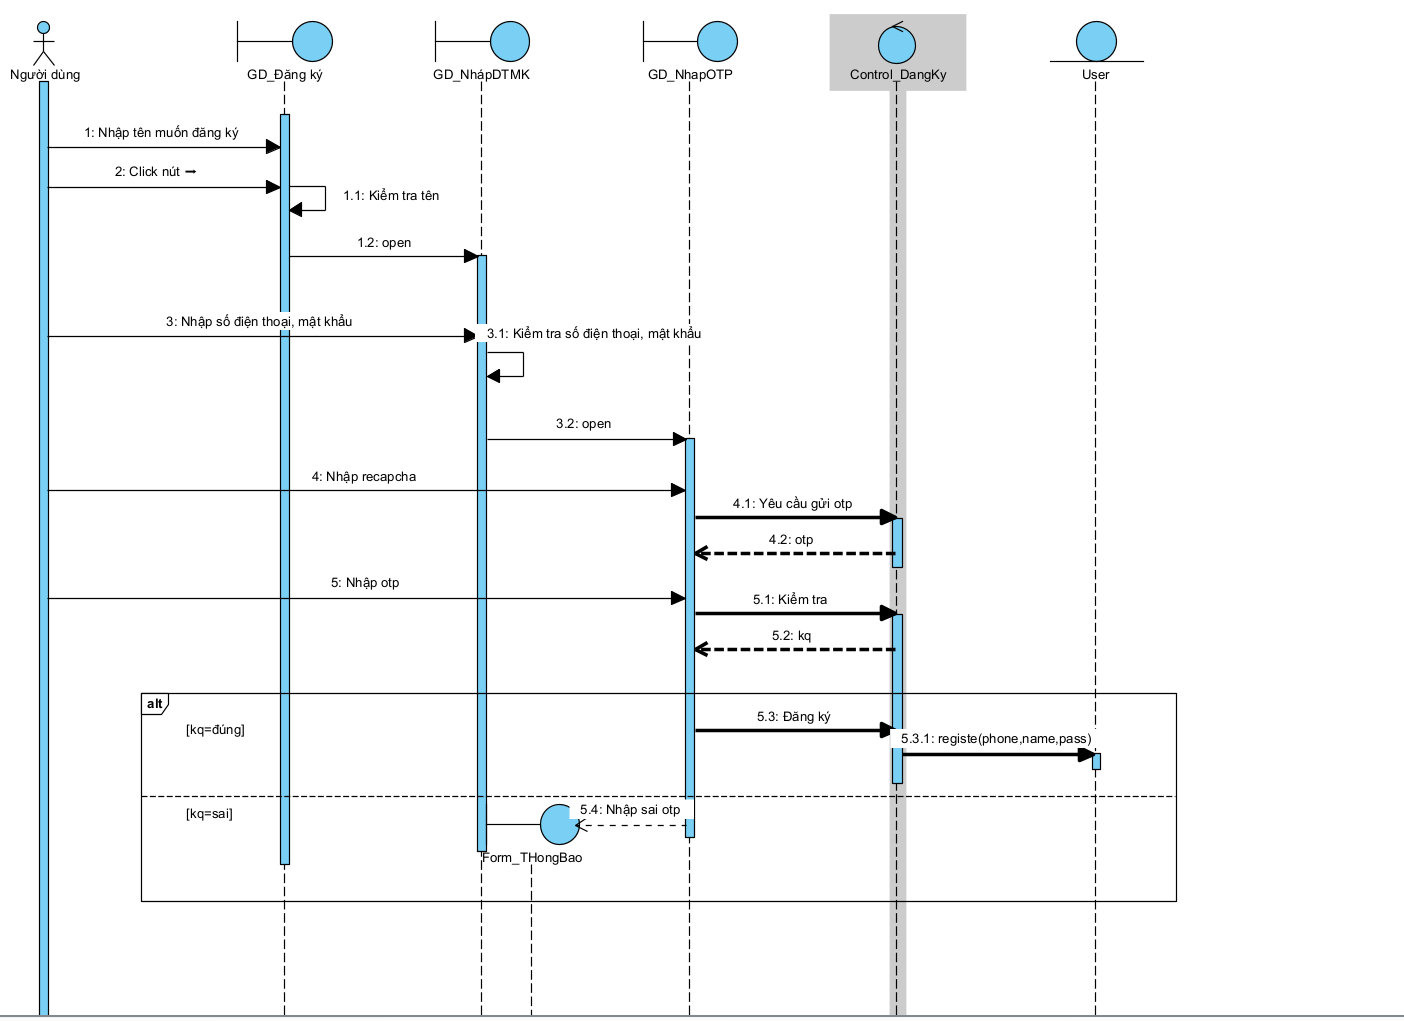 Người dùng
GD_Đăng ký
GD_NhápDTMK
GD_NhapOTP
Control_DangKy
User
1: Nhập tên muốn đăng ký
2: Click nút ➞
1.1: Kiểm tra tên
1.2: open
3: Nhập số điện thoại, mật khẩu
3.1: Kiểm tra số điện thoại, mật khẩu
3.2: open
4: Nhập recapcha
4.1: Yêu cầu gửi otp
4.2: otp
5: Nhập otp
5.1: Kiểm tra
5.2: kq
alt
[kq=đúng]
5.3: Đăng ký
5.3.1: registe(phone,name,pass)
[kq=sai]
5.4: Nhập sai otp
Form_THongBao